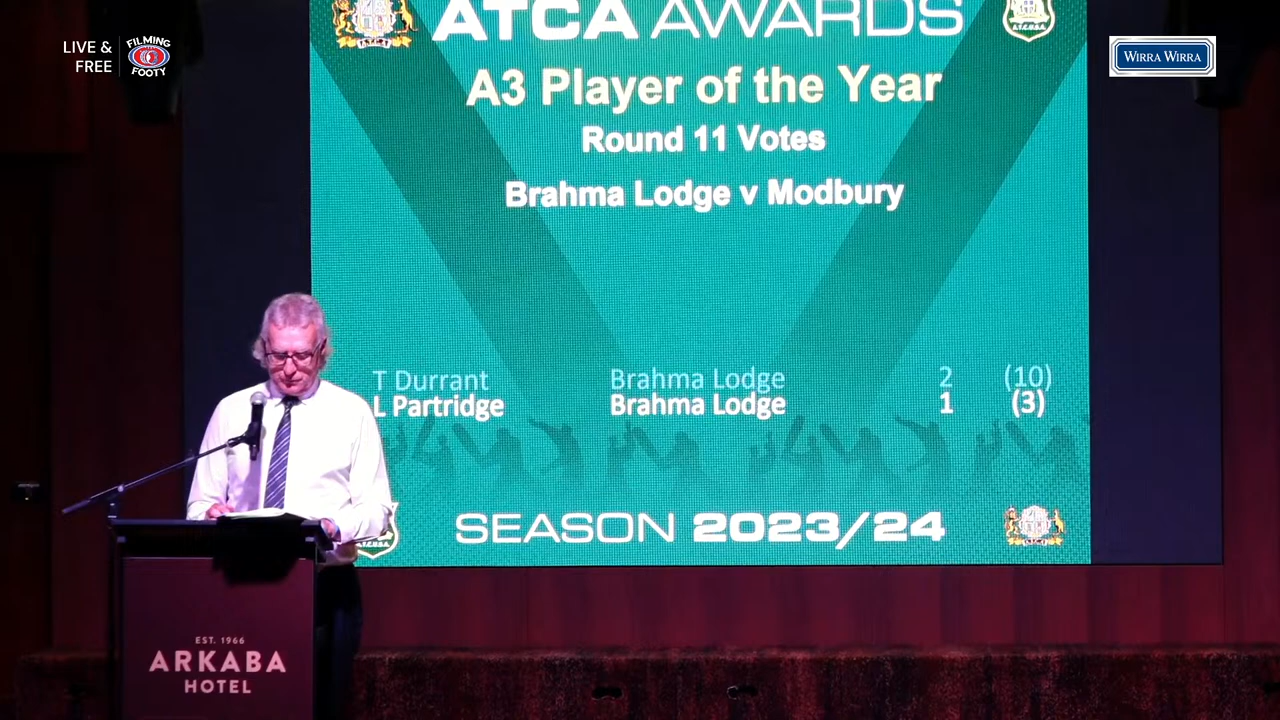 LIVE &
FREE
FILMING
FOOTY
WIRRA WIRRA
ATCA AWARDS
A3 Player of the Year
Round 11 Votes
Brahma Lodge v Modbury
T Durrant Brahma Lodge 2 (10)
L Partridge Brahma Lodge 1 (3)
SEASON 2023/24
EST. 1966
ARKABA
HOTEL